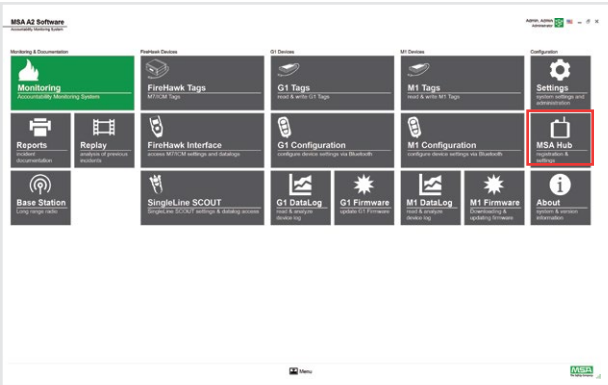 MSA A2 Software
Accountability Monitoring System
Admin, Admin
Administrator
Monitoring & Documentation
FireHawk Devices
G1 Devices
M1 Devices
Configuration
Monitoring
Accountability Monitoring System
FireHawk Tags
M7/ICM Tags
G1 Tags
read & write G1 Tags
M1 Tags
read & write M1 Tags
Settings
system settings and
administration
Reports
incident
documentation
Replay
analysis of previous
incidents
FireHawk Interface
access M7/ICM settings and datalogs
G1 Configuration
configure device settings via Bluetooth
M1 Configuration
configure device settings via Bluetooth
MSA Hub
registration &
settings
Base Station
Long range radio
SingleLine SCOUT
SingleLine SCOUT settings & datalog access
G1 DataLog
read & analyze
device log
G1 Firmware
update G1 Firmware
M1 DataLog
read & analyze
device log
M1 Firmware
Downloading &
updating firmware
About
system & version
information
Menu
MSA
The Safety Company